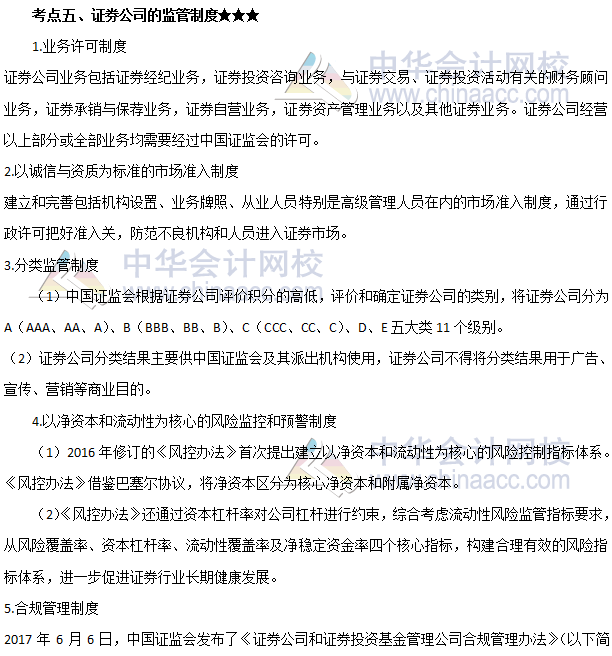 考点五、证券公司的监管制度★★★
1.业务许可制度
证券公司业务包括证券经纪业务，证券投资咨询业务，与证券交易、证券投资活动有关的财务顾问
业务，证券承销与保荐业务，证券自营业务，证券资产管理业务以及其他证券业务。证券公司经营
以上部分或全部业务均需要经过中国证监会的许可。
2.以诚信与资质为标准的市场准入制度
建立和完善包括机构设置、业务牌照、从业人员特别是高级管理人员在内的市场准入制度，通过行
政许可把好准入关，防范不良机构和人员进入证券市场。
3.分类监管制度
（1）中国证监会根据证券公司评价积分的高低，评价和确定证券公司的类别，将证券公司分为
A（AAA、AA、A）、B（BBB、BB、B）、C（CCC、CC、C）、D、E 五大类 11 个级别。
（2）证券公司分类结果主要供中国证监会及其派出机构使用，证券公司不得将分类结果用于广告、
宣传、营销等商业目的。
4.以净资本和流动性为核心的风险监控和预警制度
（1）2016 年修订的《风控办法》首次提出建立以净资本和流动性为核心的风险控制指标体系。
《风控办法》借鉴巴塞尔协议，将净资本区分为核心净资本和附属净资本。
（2）《风控办法》还通过资本杠杆率对公司杠杆进行约束，综合考虑流动性风险监管指标要求，
从风险覆盖率、资本杠杆率、流动性覆盖率及净稳定资金率四个核心指标，构建合理有效的风险指
标体系，进一步促进证券行业长期健康发展。
5.合规管理制度
2017 年 6 月 6 日，中国证监会发布了《证券公司和证券投资基金管理公司合规管理办法》（以下简
中华会计网校
www.chinaacc.com
中华会计网校
www.chinaacc.com
中华会计网校
www.chinaacc.com